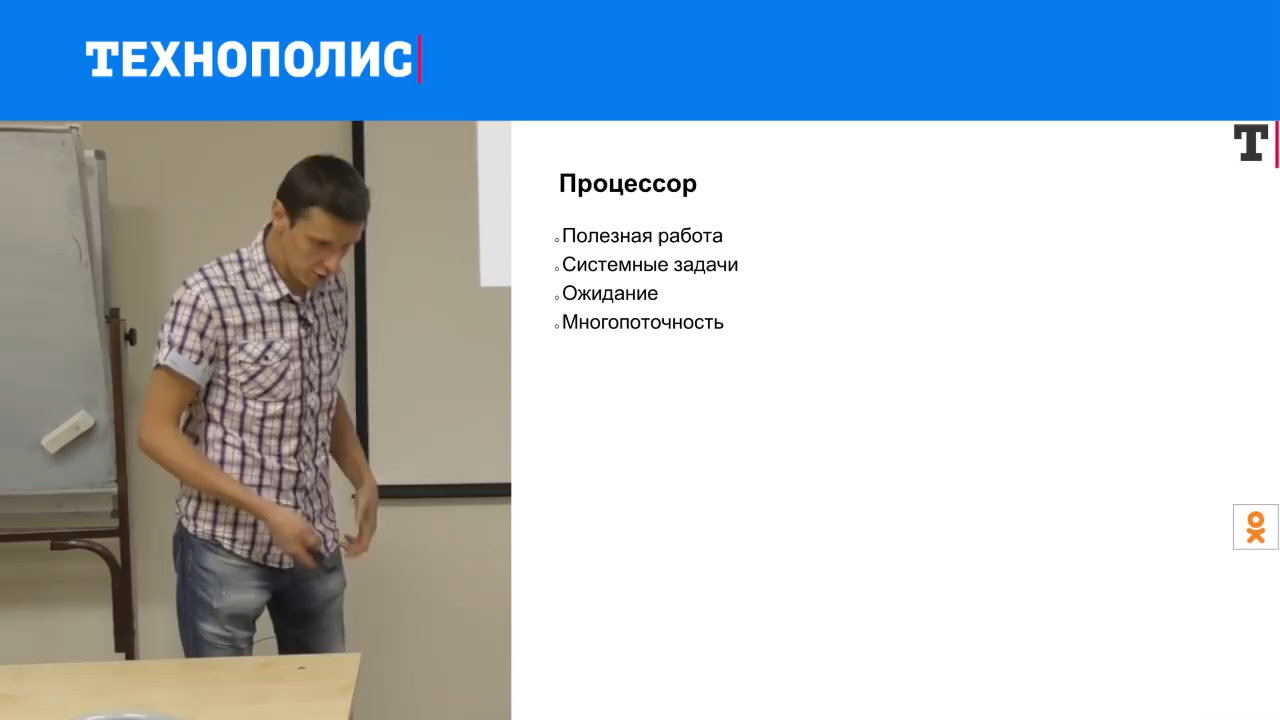 ТЕХНОПОЛИС
Т
Процессор
Полезная работа
Системные задачи
Ожидание
Многопоточность